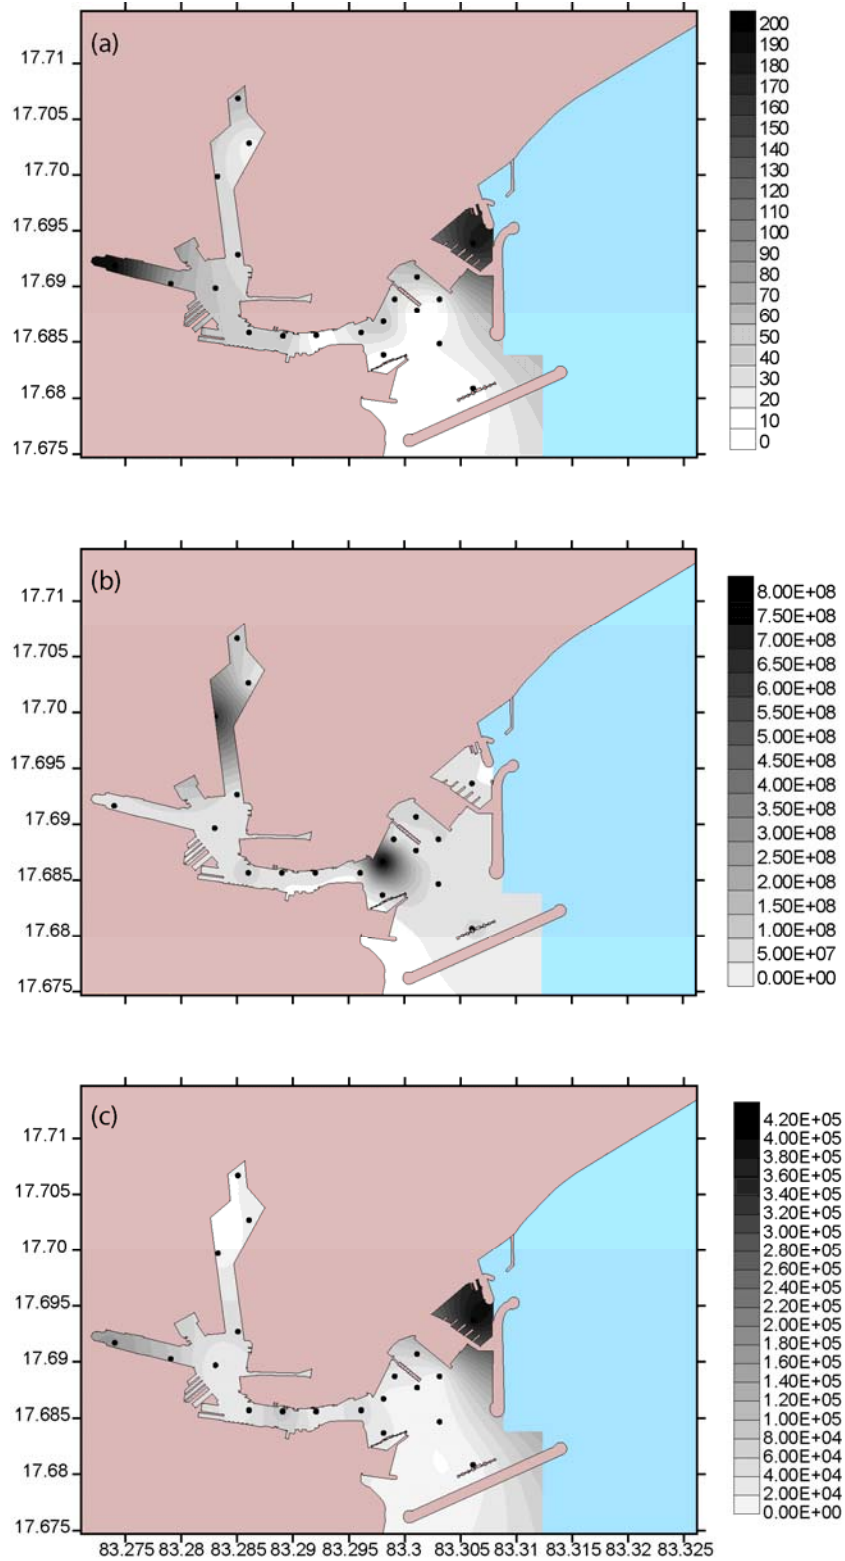 (a)
17.71
17.705
17.70
17.695
17.69
17.685
17.68
17.675
200
190
180
170
160
150
140
130
120
110
100
90
80
70
60
50
40
30
20
10
0
(b)
17.71
17.705
17.70
17.695
17.69
17.685
17.68
17.675
8.00E+08
7.50E+08
7.00E+08
6.50E+08
6.00E+08
5.50E+08
5.00E+08
4.50E+08
4.00E+08
3.50E+08
3.00E+08
2.50E+08
2.00E+08
1.50E+08
1.00E+08
5.00E+07
0.00E+00
(c)
17.71
17.705
17.70
17.695
17.69
17.685
17.68
17.675
4.20E+05
4.00E+05
3.80E+05
3.60E+05
3.40E+05
3.20E+05
3.00E+05
2.80E+05
2.60E+05
2.40E+05
2.20E+05
2.00E+05
1.80E+05
1.60E+05
1.40E+05
1.20E+05
1.00E+05
8.00E+04
6.00E+04
4.00E+04
2.00E+04
0.00E+00
83.275 83.28 83.285 83.29 83.295 83.3 83.305 83.31 83.315 83.32 83.325